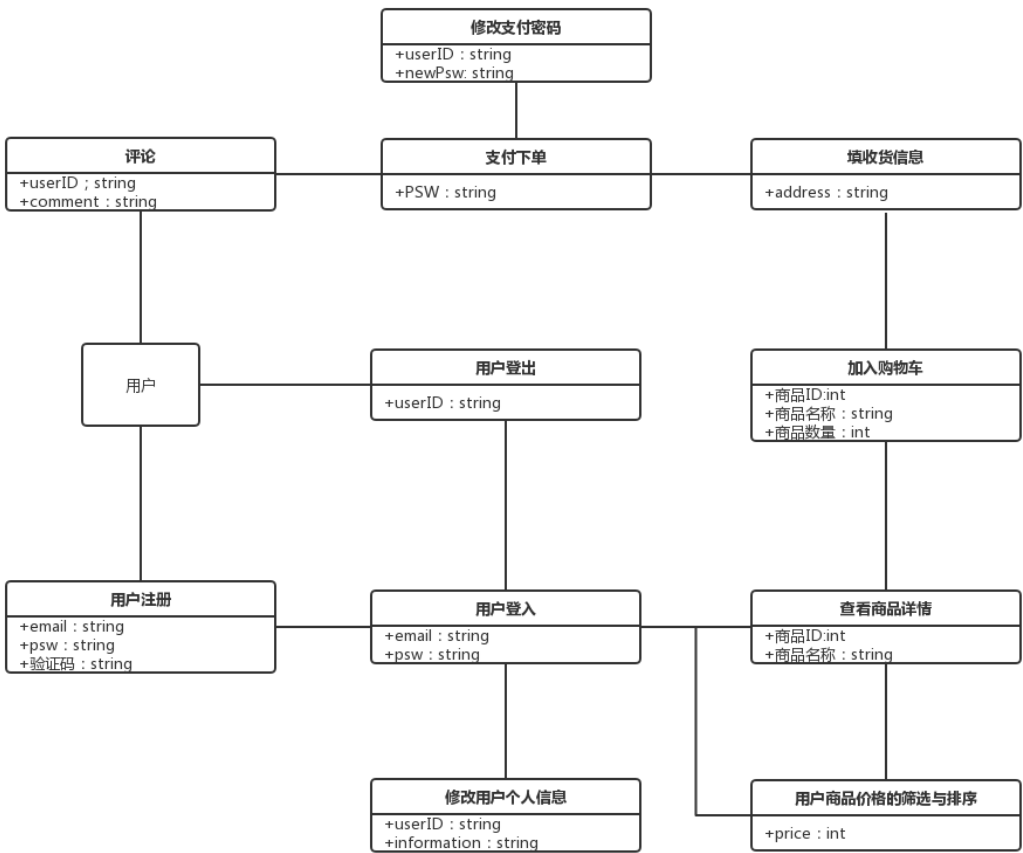 修改支付密码
+userID：string
+newPsw: string
评论
+userID；string
+comment：string
支付下单
+PSW：string
填收货信息
+address：string
用户
用户登出
+userID：string
加入购物车
+商品ID:int
+商品名称：string
+商品数量：int
用户注册
+email：string
+psw：string
+验证码：string
用户登入
+email：string
+psw：string
查看商品详情
+商品ID:int
+商品名称：string
修改用户个人信息
+userID：string
+information：string
用户商品价格的筛选与排序
+price：int